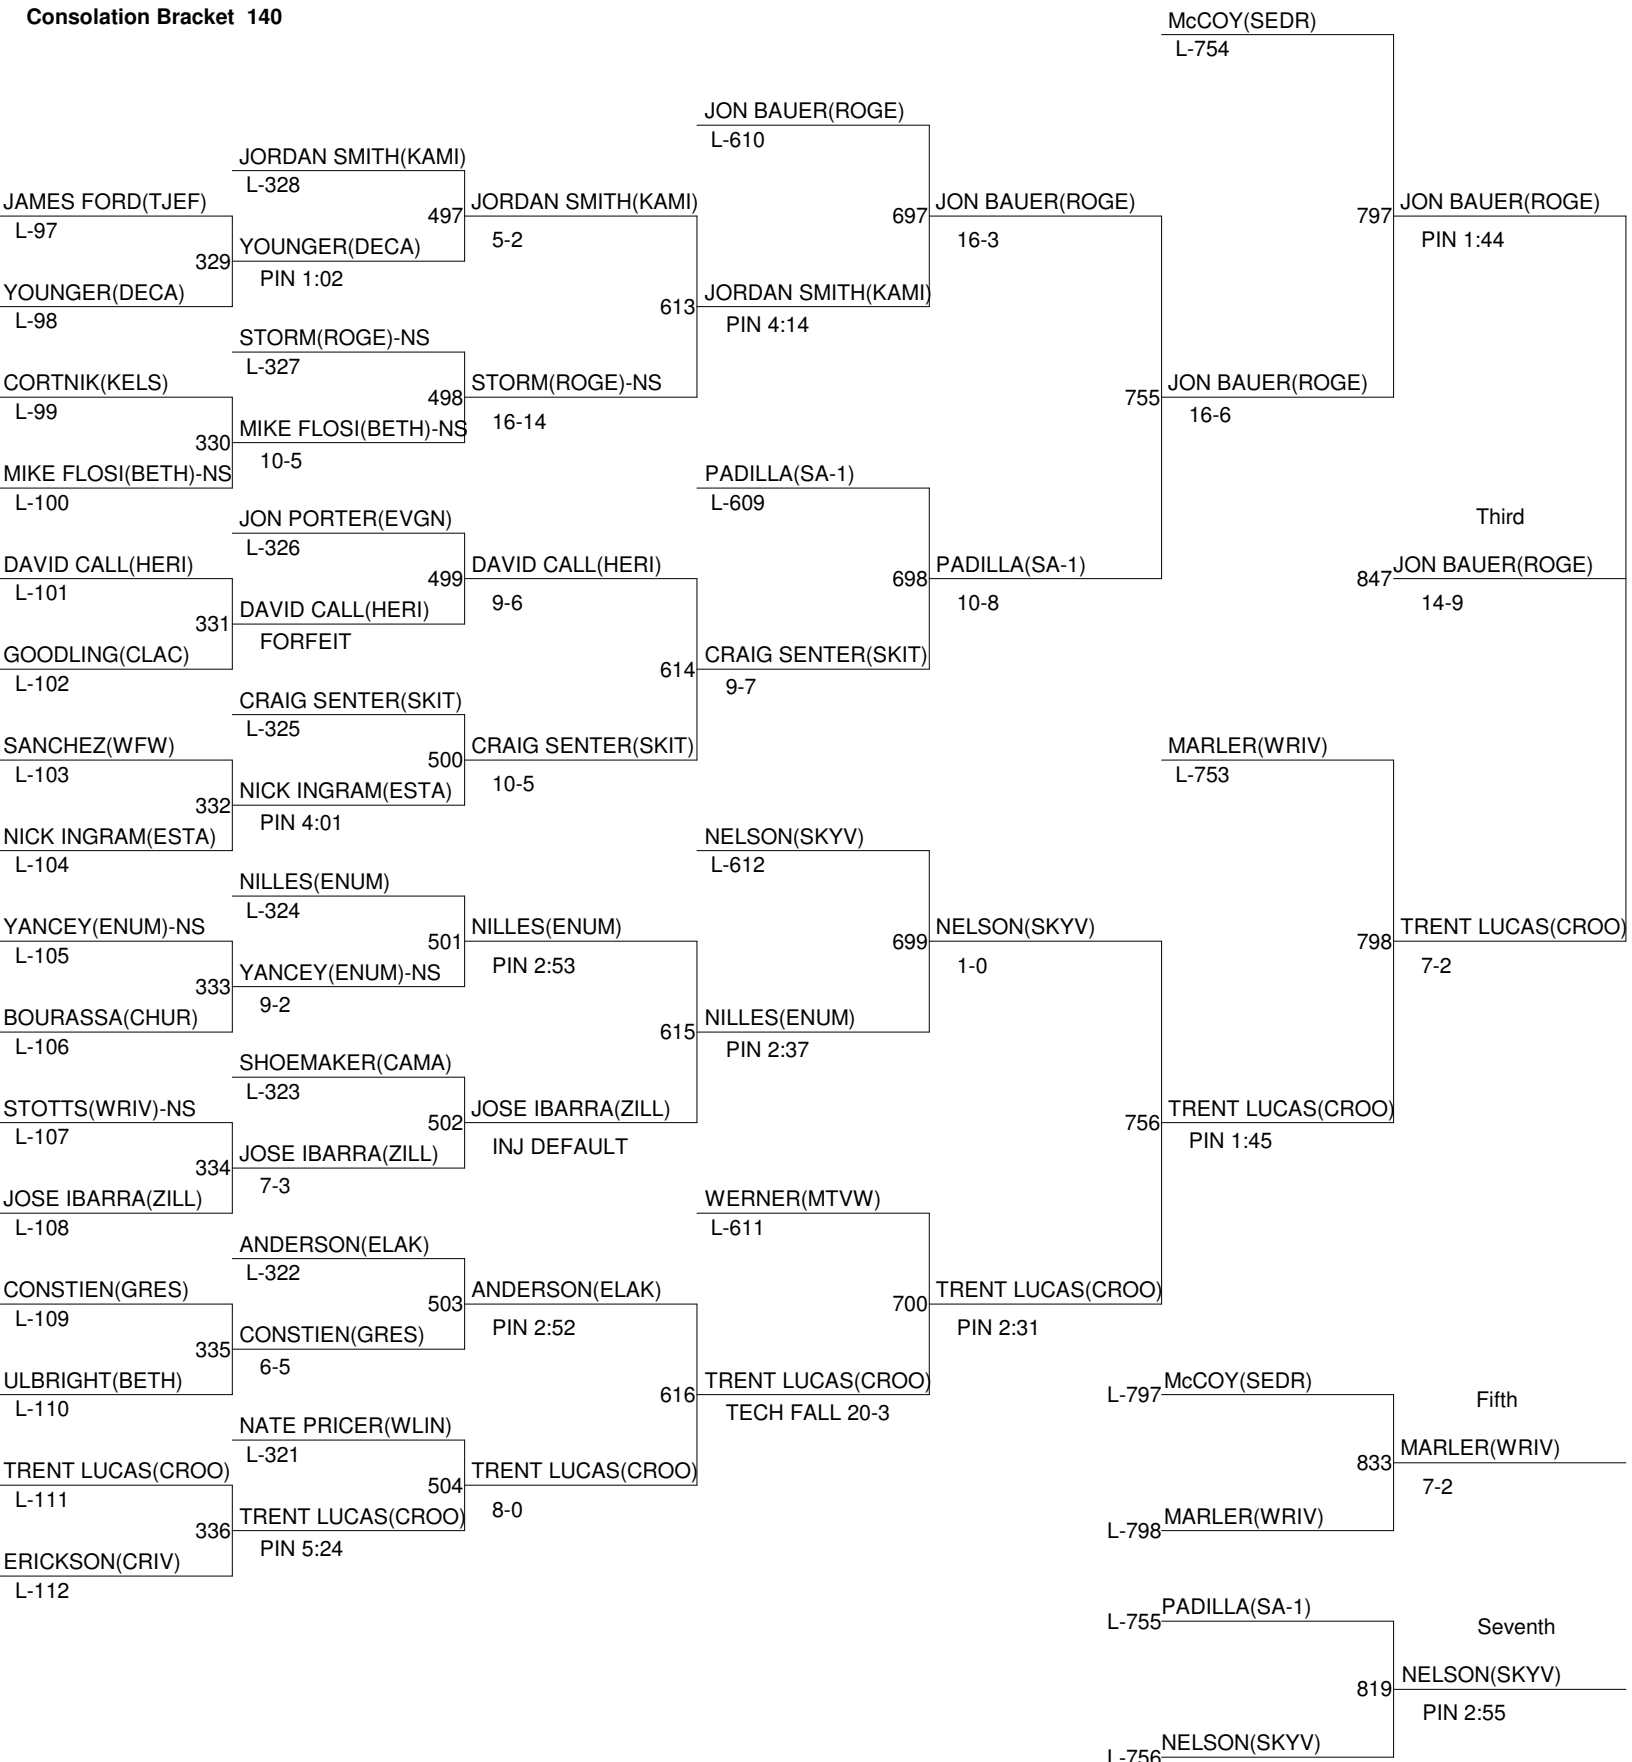 Consolation Bracket 140
JAMES FORD(TJEF)
L-97
YOUNGER(DECA)
L-98
CORTNIK(KELS)
L-99
MIKE FLOSI(BETH)-NS
L-100
DAVID CALL(HERI)
L-101
GOODLING(CLAC)
L-102
SANCHEZ(WFW)
L-103
NICK INGRAM(ESTA)
L-104
YANCEY(ENUM)-NS
L-105
BOURASSA(CHUR)
L-106
STOTTS(WRIV)-NS
L-107
JOSE IBARRA(ZILL)
L-108
CONSTIEN(GRES)
L-109
ULBRIGHT(BETH)
L-110
TRENT LUCAS(CROO)
L-111
ERICKSON(CRIV)
L-112
JORDAN SMITH(KAMI)
L-328
329
YOUNGER(DECA)
PIN 1:02
STORM(ROGE)-NS
L-327
330
MIKE FLOSI(BETH)-NS
10-5
JON PORTER(EVGN)
L-326
331
DAVID CALL(HERI)
FORFEIT
CRAIG SENTER(SKIT)
L-325
332
NICK INGRAM(ESTA)
PIN 4:01
NILLES(ENUM)
L-324
333
YANCEY(ENUM)-NS
9-2
SHOEMAKER(CAMA)
L-323
334
JOSE IBARRA(ZILL)
7-3
ANDERSON(ELAK)
L-322
335
CONSTIEN(GRES)
6-5
NATE PRICER(WLIN)
L-321
336
TRENT LUCAS(CROO)
PIN 5:24
497
JORDAN SMITH(KAMI)
5-2
498
STORM(ROGE)-NS
16-14
499
DAVID CALL(HERI)
9-6
500
CRAIG SENTER(SKIT)
10-5
501
NILLES(ENUM)
PIN 2:53
502
JOSE IBARRA(ZILL)
INJ DEFAULT
503
ANDERSON(ELAK)
PIN 2:52
504
TRENT LUCAS(CROO)
8-0
JON BAUER(ROGE)
L-610
613
JORDAN SMITH(KAMI)
PIN 4:14
PADILLA(SA-1)
L-609
614
CRAIG SENTER(SKIT)
9-7
NELSON(SKYV)
L-612
615
NILLES(ENUM)
PIN 2:37
WERNER(MTVW)
L-611
616
TRENT LUCAS(CROO)
TECH FALL 20-3
697
JON BAUER(ROGE)
16-3
698
PADILLA(SA-1)
10-8
699
NELSON(SKYV)
1-0
700
TRENT LUCAS(CROO)
PIN 2:31
McCOY(SEDR)
L-754
755
JON BAUER(ROGE)
16-6
MARLER(WRIV)
L-753
756
TRENT LUCAS(CROO)
PIN 1:45
797
JON BAUER(ROGE)
PIN 1:44
798
TRENT LUCAS(CROO)
7-2
Third
847
JON BAUER(ROGE)
14-9
L-797
McCOY(SEDR)
L-798
MARLER(WRIV)
Fifth
833
MARLER(WRIV)
7-2
L-755
PADILLA(SA-1)
L-756
NELSON(SKYV)
Seventh
819
NELSON(SKYV)
PIN 2:55